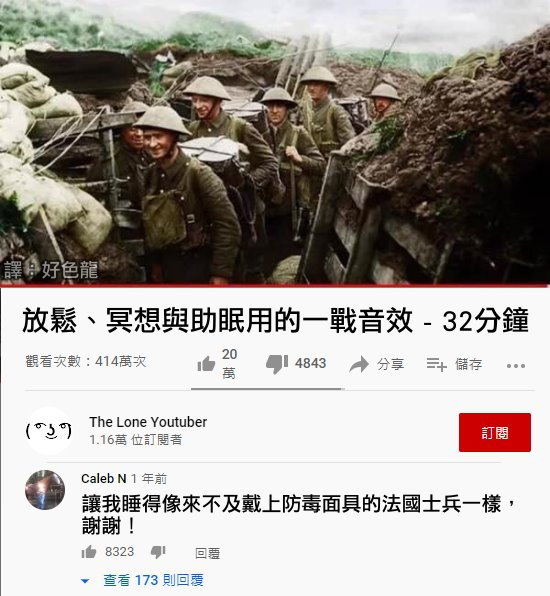 譯：好色龍
放鬆、冥想與助眠用的一戰音效 - 32分鐘
觀看次數：414萬次
20
萬
4843
分享
儲存
The Lone Youtuber
1.16萬 位訂閱者
訂閱
Caleb N 1 年前
讓我睡得像來不及戴上防毒面具的法國士兵一樣，
謝謝！
8323
回覆
查看 173 則回覆